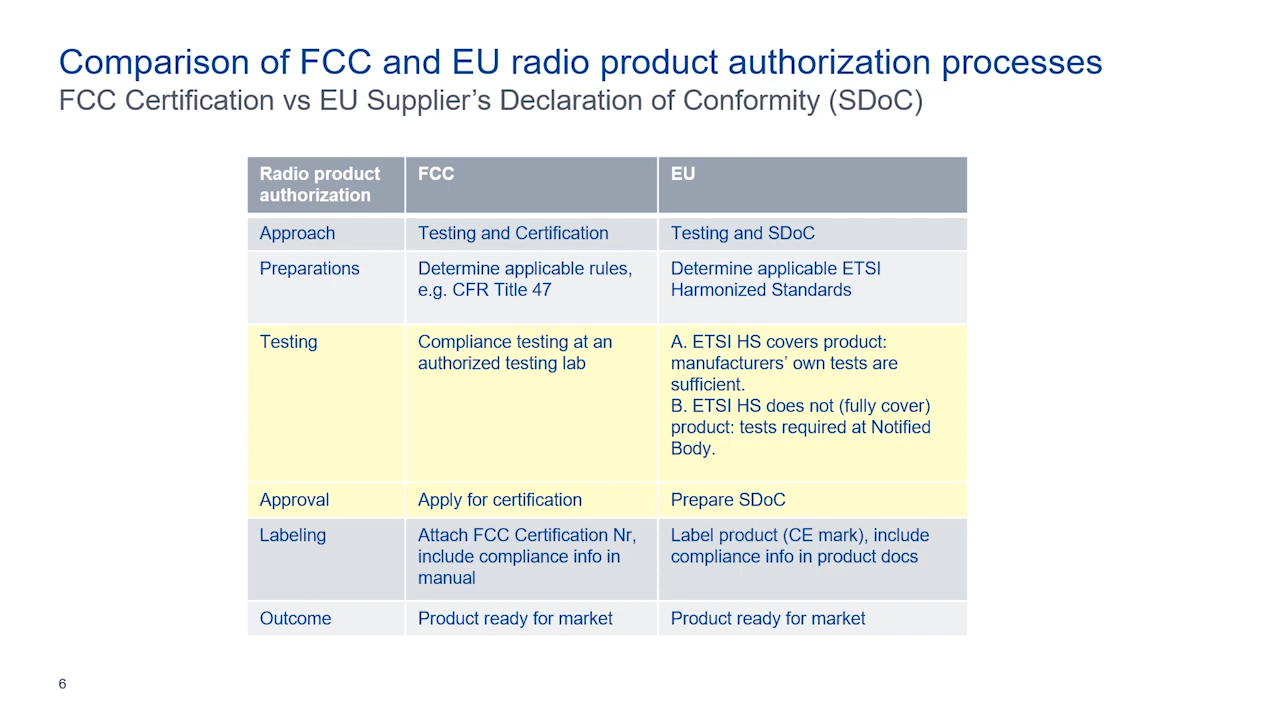 Comparison of FCC and EU radio product authorization processes
FCC Certification vs EU Supplier’s Declaration of Conformity (SDoC)
Radio product
authorization
FCC
EU
Approach
Testing and Certification
Testing and SDoC
Preparations
Determine applicable rules,
e.g. CFR Title 47
Determine applicable ETSI
Harmonized Standards
Testing
Compliance testing at an
authorized testing lab
A. ETSI HS covers product:
manufacturers’ own tests are
sufficient.
B. ETSI HS does not (fully cover)
product: tests required at Notified
Body.
Approval
Apply for certification
Prepare SDoC
Labeling
Attach FCC Certification Nr,
include compliance info in
manual
Label product (CE mark), include
compliance info in product docs
Outcome
Product ready for market
Product ready for market
6